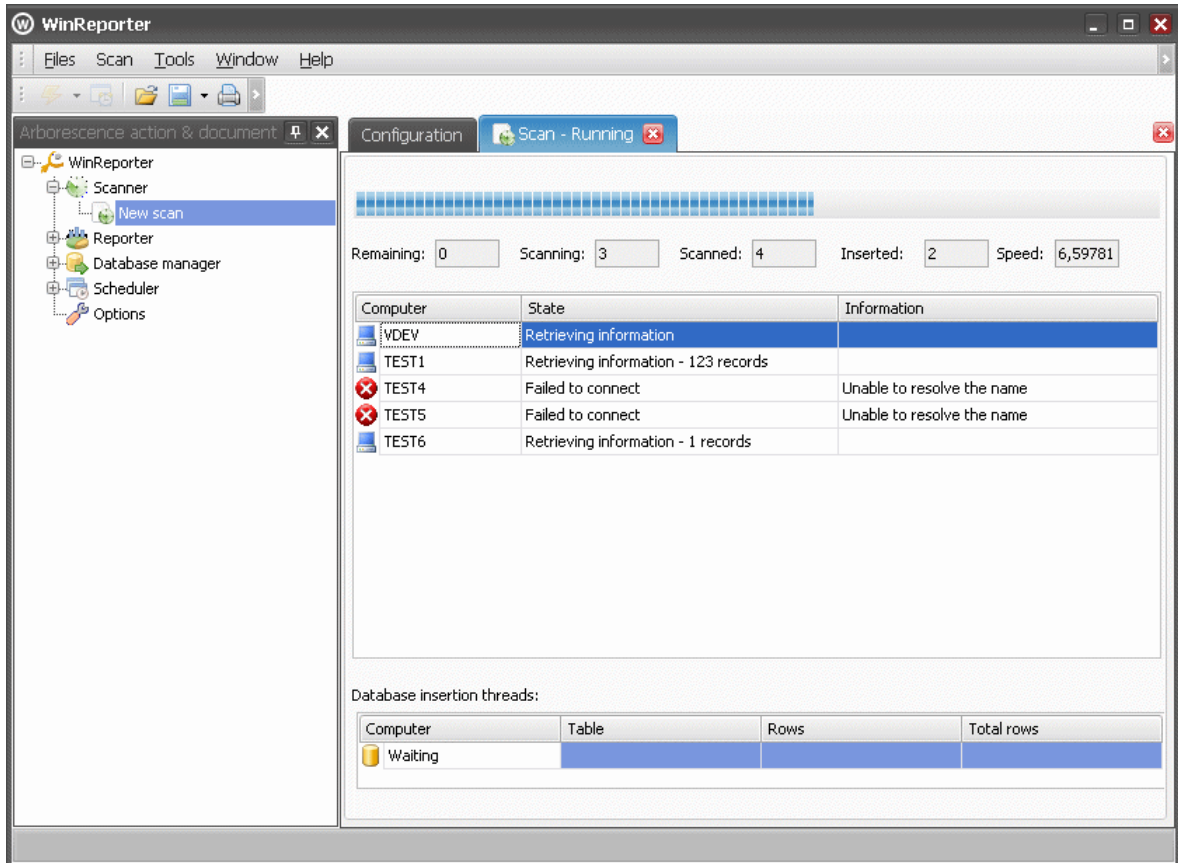 WinReporter
Files Scan Tools Window Help
Arborescence action & document
Configuration Scan - Running
WinReporter
Scanner
New scan
Reporter
Database manager
Scheduler
Options
Remaining: 0 Scanning: 3 Scanned: 4 Inserted: 2 Speed: 6,59781
Computer State Information
VDEV Retrieving information
TEST1 Retrieving information - 123 records
TEST4 Failed to connect Unable to resolve the name
TEST5 Failed to connect Unable to resolve the name
TEST6 Retrieving information - 1 records
Database insertion threads:
Computer Table Rows Total rows
Waiting